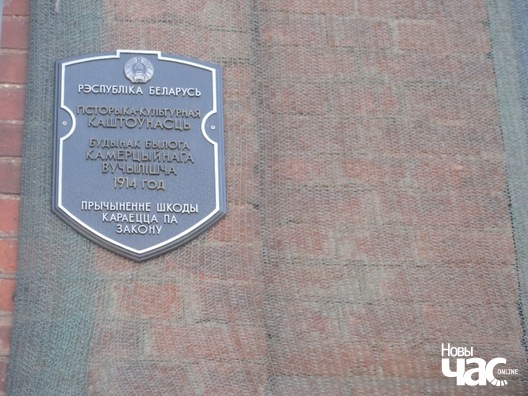 РЭСПУБЛІКА БЕЛАРУСЬ
ГІСТОРЫКА-КУЛЬТУРНАЯ
КАШТОЎНАСЦЬ
БУДЫНАК БЫЛОГА
КАМЕРЦЫЙНАГА
ВУЧЫЛІШЧА
1914 ГОД
ПРЫЧЫНЕННЕ ШКОДЫ
КАРАЕЦЦА ПА
ЗАКОНУ
Новы
Час
ONLINE